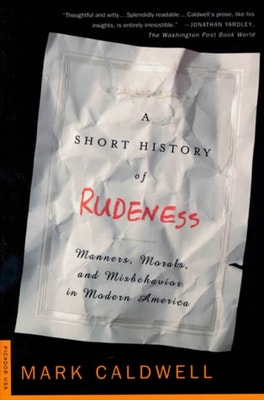 "Thoughtful and witty...Splendidly readable...Caldwell's prose, like his
insights, is entirely irresistible." —JONATHAN YARDLEY,
The Washington Post Book World
A
SHORT HISTORY
of
RUDENESS
Manners, Morals,
and Misbehavior
in Modern America
PICADOR USA
MARK CALDWELL